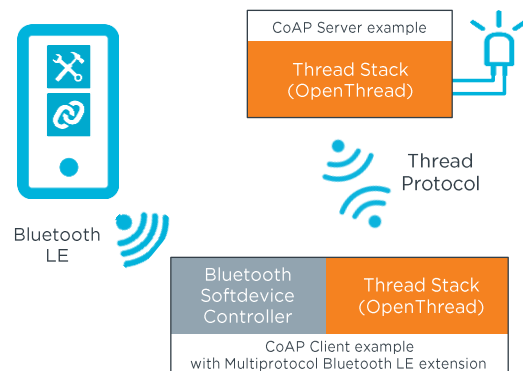 CoAP Server example
Thread Stack
(OpenThread)
Thread
Protocol
Bluetooth
LE
Bluetooth
Softdevice
Controller
Thread Stack
(OpenThread)
CoAP Client example
with Multiprotocol Bluetooth LE extension